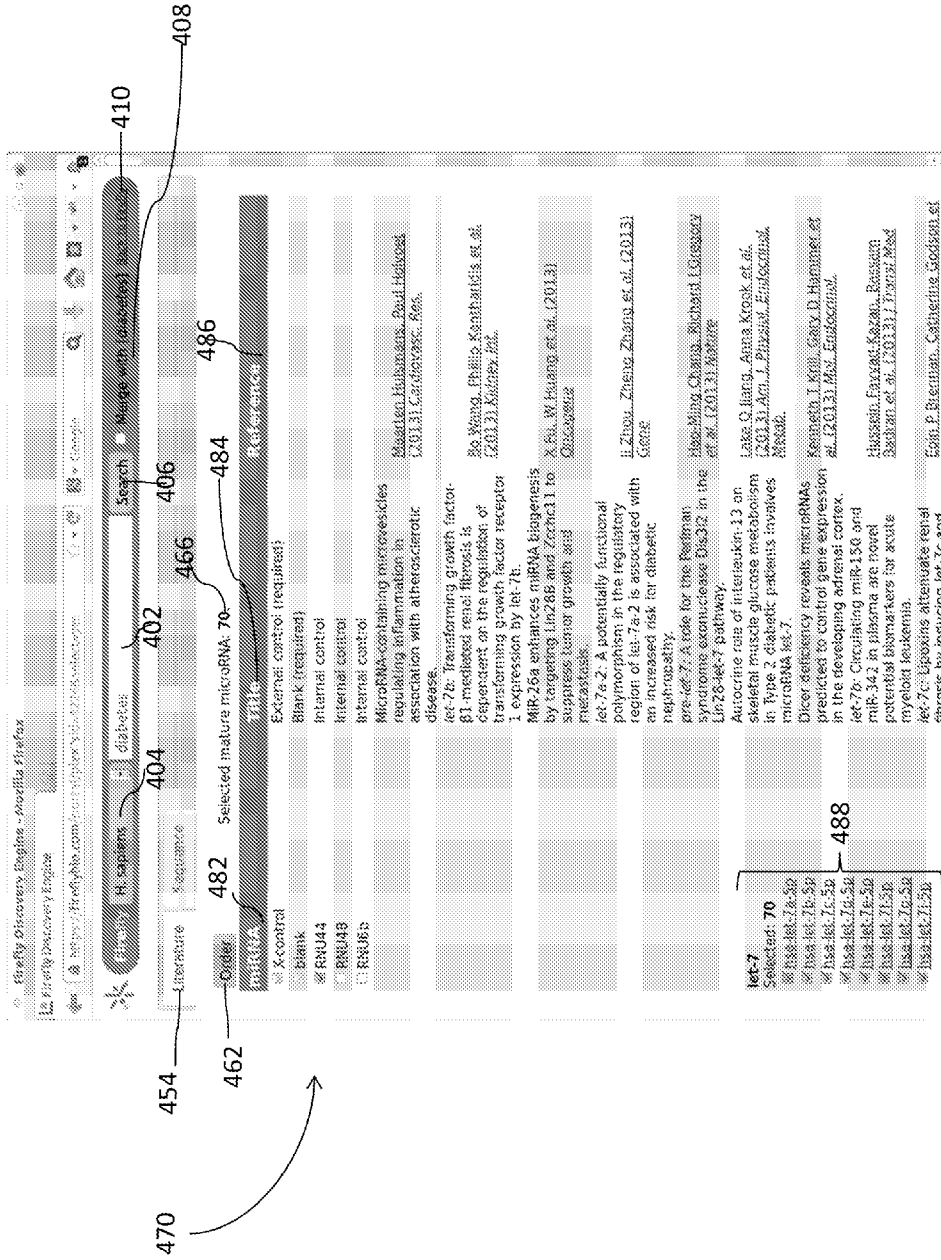 Firefly Discovery Engine - Mozilla Firefox
Firefly Discovery Engine
Google
H. sapiens
diabetes
Search
Merge with (diabetes)
Literature
Sequence
Order
Selected mature microRNA: 70
miRNA
Title
Reference
X-control
External control (required)
blank
Blank (required)
RNU44
Internal control
RNU48
Internal control
RNU6b
Internal control
MicroRNA-containing microvesicles
regulating inflammation in
association with atherosclerotic
disease.
Maarten Hulsmans, Paul Holvoet
(2013) Cardiovasc. Res.
let-7b: Transforming growth factor-
β1-mediated renal fibrosis is
dependent on the regulation of
transforming growth factor receptor
1 expression by let-7b.
Bo Wang, Phillip Kantharidis et al.
(2013) Kidney Int.
MiR-26a enhances miRNA biogenesis
by targeting Lin28B and Zcchc11 to
suppress tumor growth and
metastasis.
X Fu, W Huang et al. (2013)
Oncogene
let-7a-2: A potentially functional
polymorphism in the regulatory
region of let-7a-2 is associated with
an increased risk for diabetic
nephropathy.
Ji Zhou, Zheng Zhang et al. (2013)
Gene
pre-let-7: A role for the Perlman
syndrome exonuclease Dis3l2 in the
Lin28-let-7 pathway.
Hao-Ming Chang, Richard I Gregory
et al. (2013) Nature
Autocrine role of interleukin-13 on
skeletal muscle glucose metabolism
in Type 2 diabetic patients involves
microRNA let-7.
Lake Q Jiang, Anna Krook et al.
(2013) Am. J. Physiol. Endocrinol.
Metab.
Dicer deficiency reveals microRNAs
predicted to control gene expression
in the developing adrenal cortex.
Kenneth T Krill, Gary D Hammer et
al. (2013) Mol. Endocrinol.
let-7b: Circulating miR-150 and
miR-342 in plasma are novel
potential biomarkers for acute
myeloid leukemia.
Hussein Fayyad-Kazan, Bassam
Badran et al. (2013) J Transl Med
let-7c: Lipoxins attenuate renal
fibrosis by inducing let-7c and
Eoin P Brennan, Catherine Godson et
let-7
Selected: 70
hsa-let-7a-5p
hsa-let-7b-5p
hsa-let-7c-5p
hsa-let-7d-5p
hsa-let-7e-5p
hsa-let-7f-5p
hsa-let-7g-5p
hsa-let-7i-5p
402
404
406
408
410
454
462
466
470
482
484
486
488